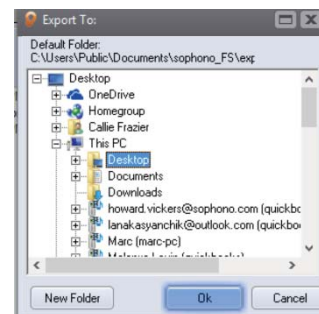 Export To:
Default Folder:
C:\Users\Public\Documents\sophono_FS\exp
Desktop
OneDrive
Homegroup
Callie Frazier
This PC
Desktop
Documents
Downloads
howard.vickers@sophono.com (quickbo
lanakasyanchik@outlook.com (quickboo
Marc (marc-pc)
New Folder
Ok
Cancel